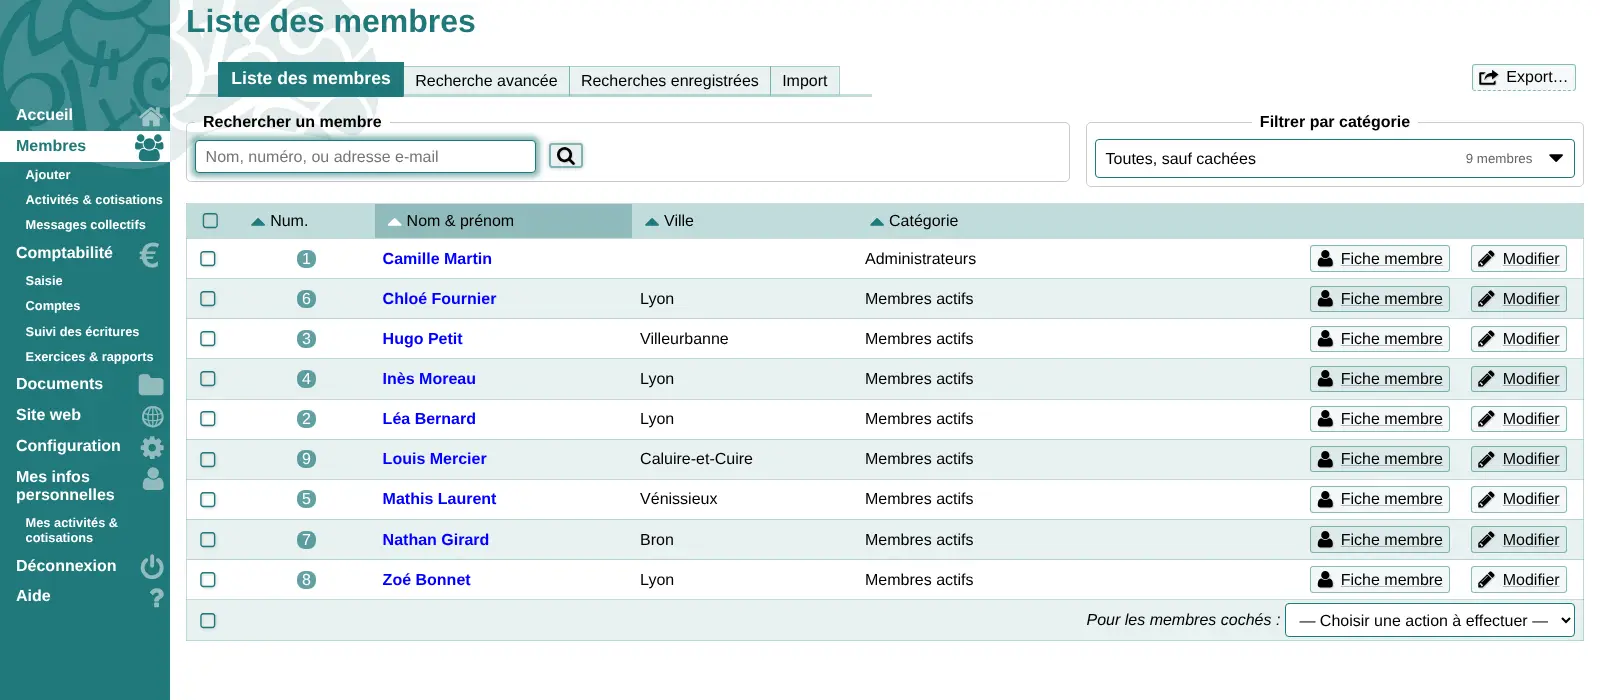 Liste des membres
Liste des membres
Recherche avancée
Recherches enregistrées
Import
Export…
Accueil
Membres
Ajouter
Activités & cotisations
Messages collectifs
Comptabilité
Saisie
Comptes
Suivi des écritures
Exercices & rapports
Documents
Site web
Configuration
Mes infos
personnelles
Mes activités &
cotisations
Déconnexion
Aide
Rechercher un membre
Nom, numéro, ou adresse e-mail
Filtrer par catégorie
Toutes, sauf cachées 9 membres
Num. Nom & prénom Ville Catégorie
1 Camille Martin Administrateurs Fiche membre Modifier
6 Chloé Fournier Lyon Membres actifs Fiche membre Modifier
3 Hugo Petit Villeurbanne Membres actifs Fiche membre Modifier
4 Inès Moreau Lyon Membres actifs Fiche membre Modifier
2 Léa Bernard Lyon Membres actifs Fiche membre Modifier
9 Louis Mercier Caluire-et-Cuire Membres actifs Fiche membre Modifier
5 Mathis Laurent Vénissieux Membres actifs Fiche membre Modifier
7 Nathan Girard Bron Membres actifs Fiche membre Modifier
8 Zoé Bonnet Lyon Membres actifs Fiche membre Modifier
Pour les membres cochés : — Choisir une action à effectuer —